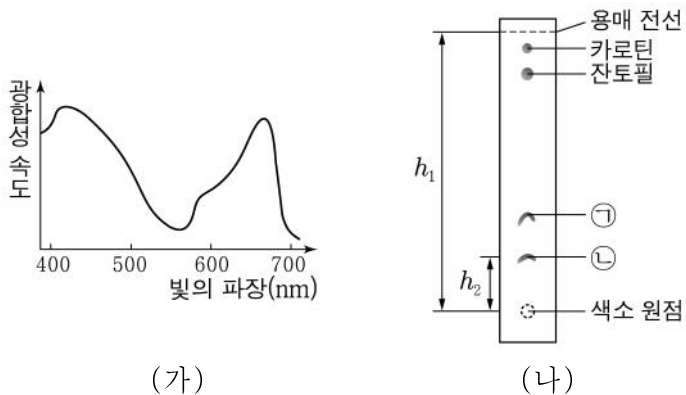 광합성 속도
400 500 600 700
빛의 파장(nm)
(가)
용매 전선
카로틴
잔토필
h₁
㉠
㉡
h₂
색소 원점
(나)